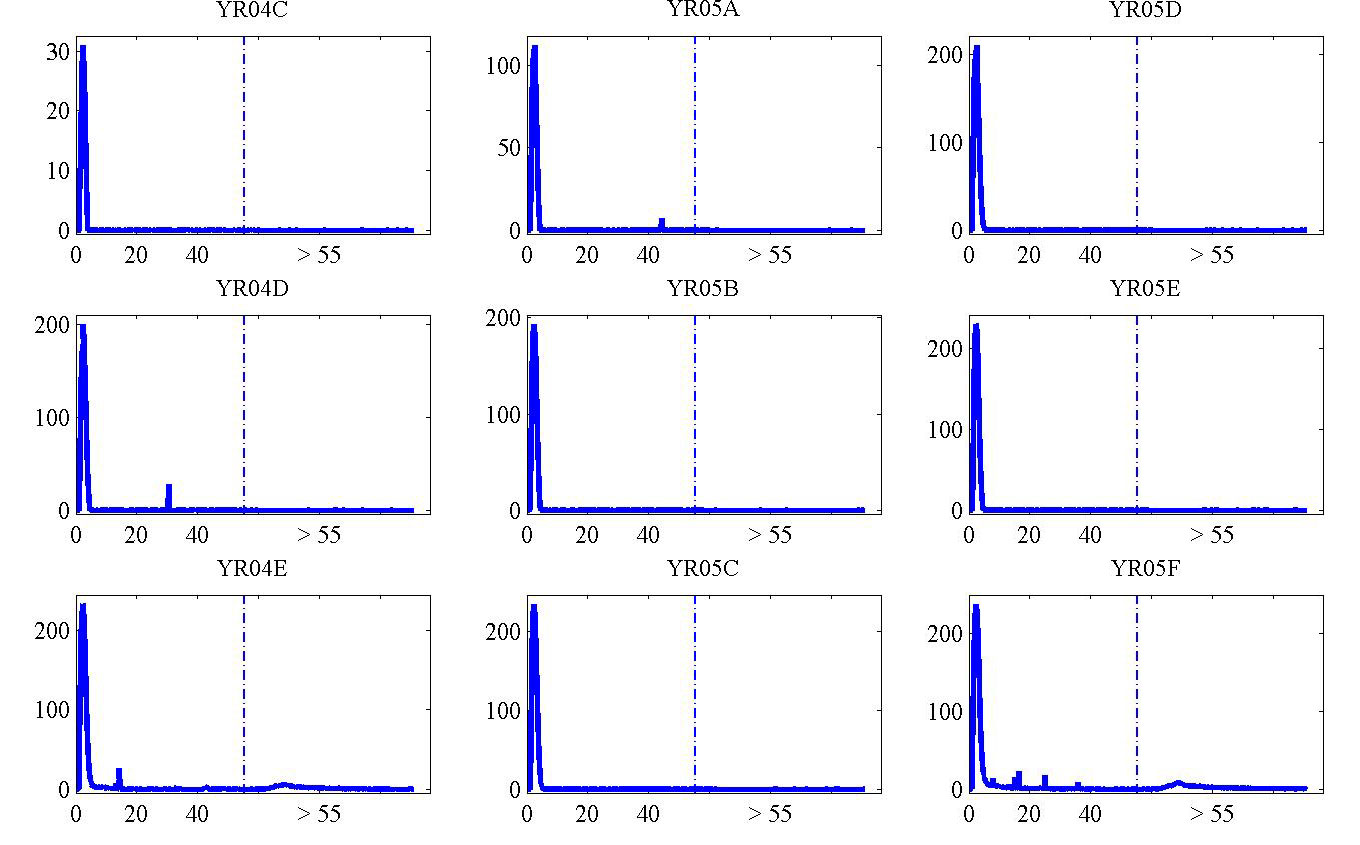 YR04C YR05A YR05D
30 100 200
20
10 50 100
0 0 0
0 20 40 > 55 0 20 40 > 55 0 20 40 > 55
YR04D YR05B YR05E
200 200 200
100 100 100
0 0 0
0 20 40 > 55 0 20 40 > 55 0 20 40 > 55
YR04E YR05C YR05F
200 200 200
100 100 100
0 0 0
0 20 40 > 55 0 20 40 > 55 0 20 40 > 55